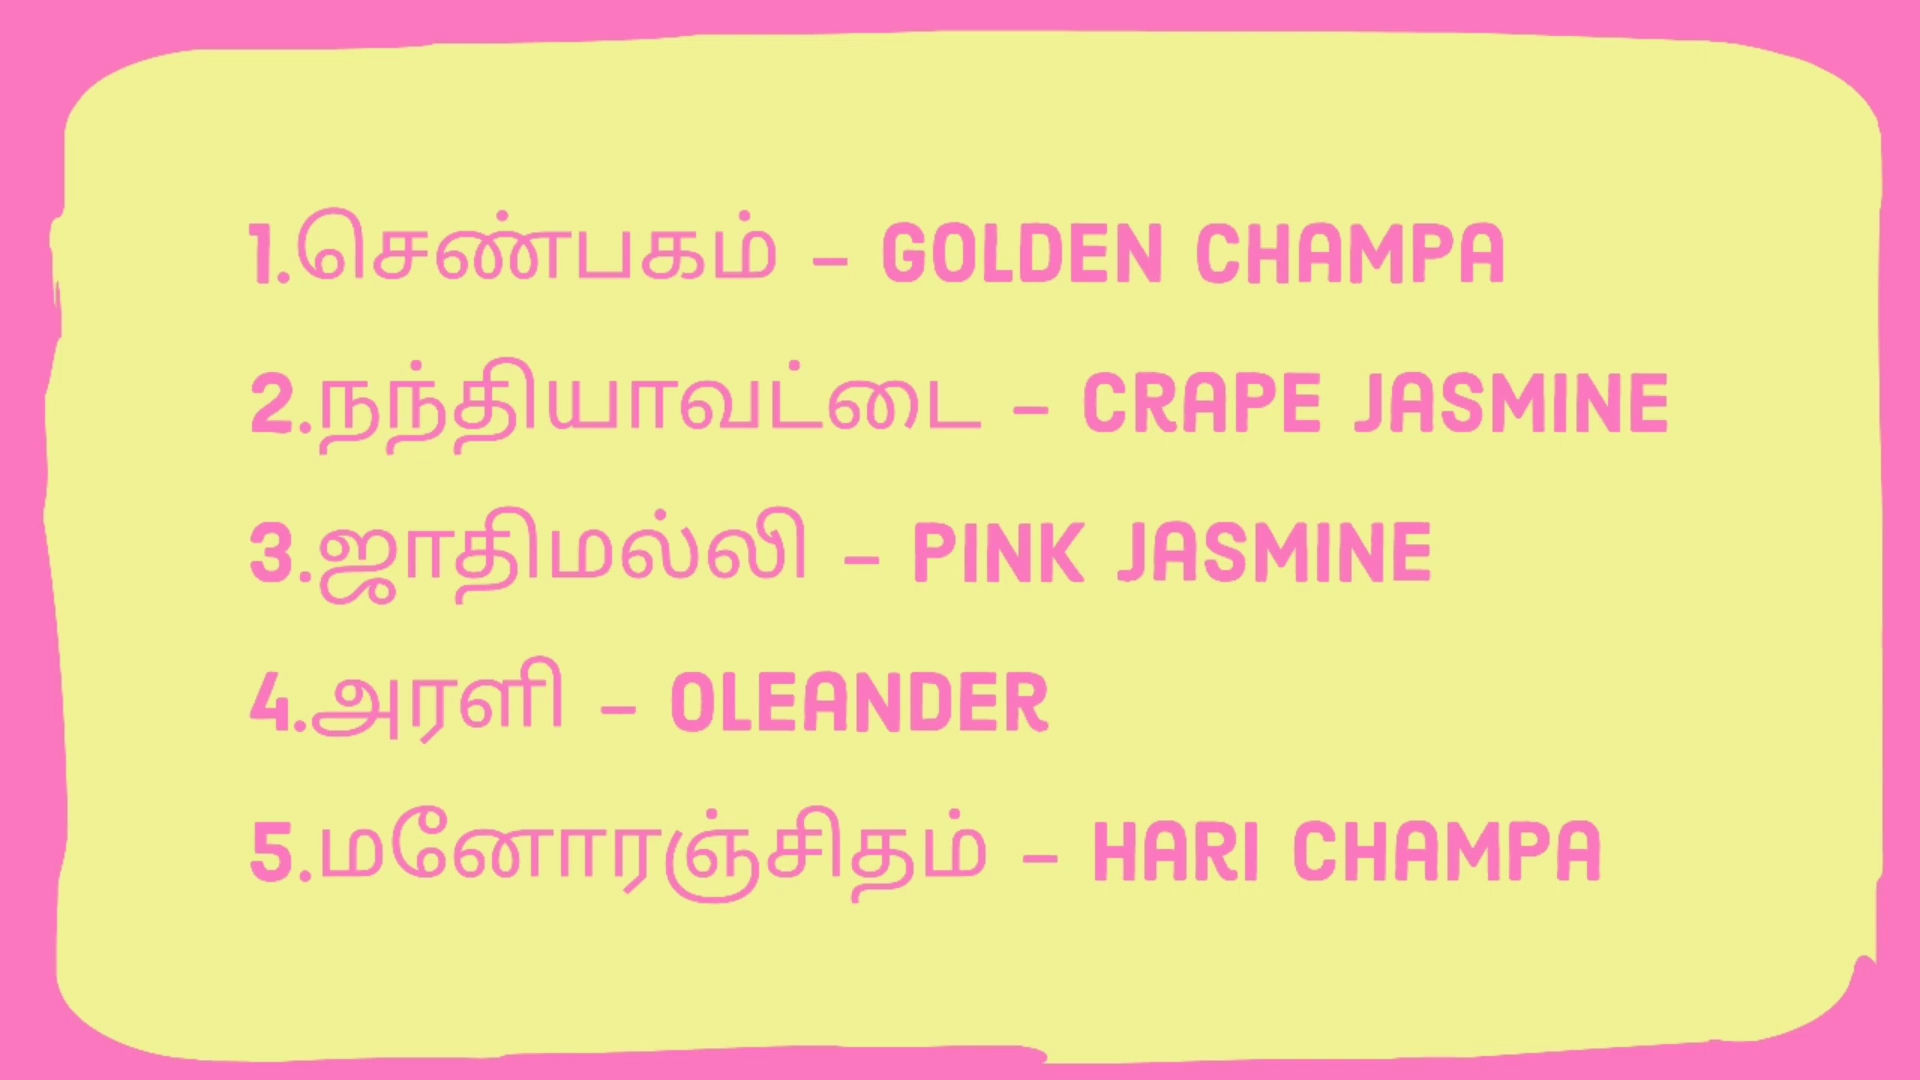 1.செண்பகம் – GOLDEN CHAMPA
2.நந்தியாவட்டை – CRAPE JASMINE
3.ஜாதிமல்லி – PINK JASMINE
4.அரளி – OLEANDER
5.மனோரஞ்சிதம் – HARI CHAMPA